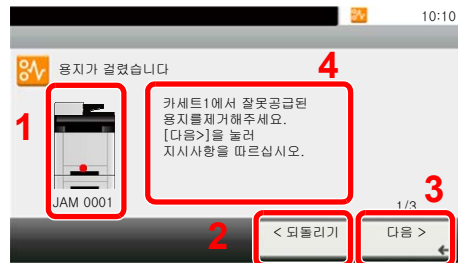 10:10
용지가 걸렸습니다
4
1
카세트1에서 잘못공급된
용지를제거해주세요.
[다음>]을 눌러
지시사항을 따르십시오.
JAM 0001
1/3
3
2
< 되돌리기
다음 >